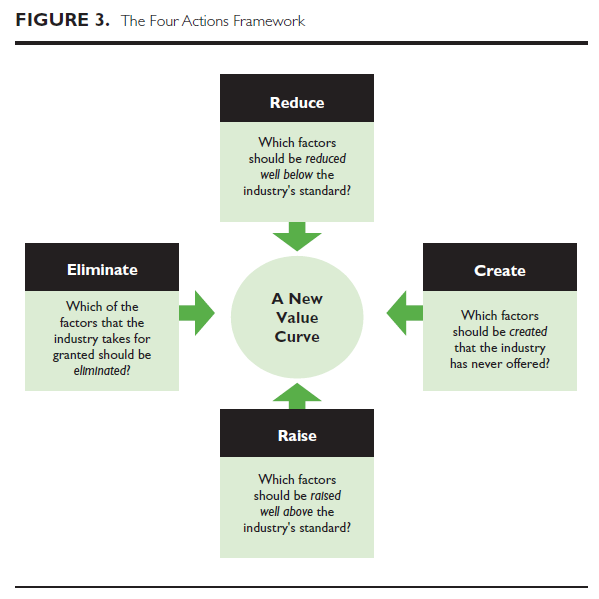 FIGURE 3. The Four Actions Framework
Reduce
Which factors
should be reduced
well below the
industry's standard?
Eliminate
Which of the
factors that the
industry takes for
granted should be
eliminated?
A New
Value
Curve
Create
Which factors
should be created
that the industry
has never offered?
Raise
Which factors
should be raised
well above the
industry's standard?